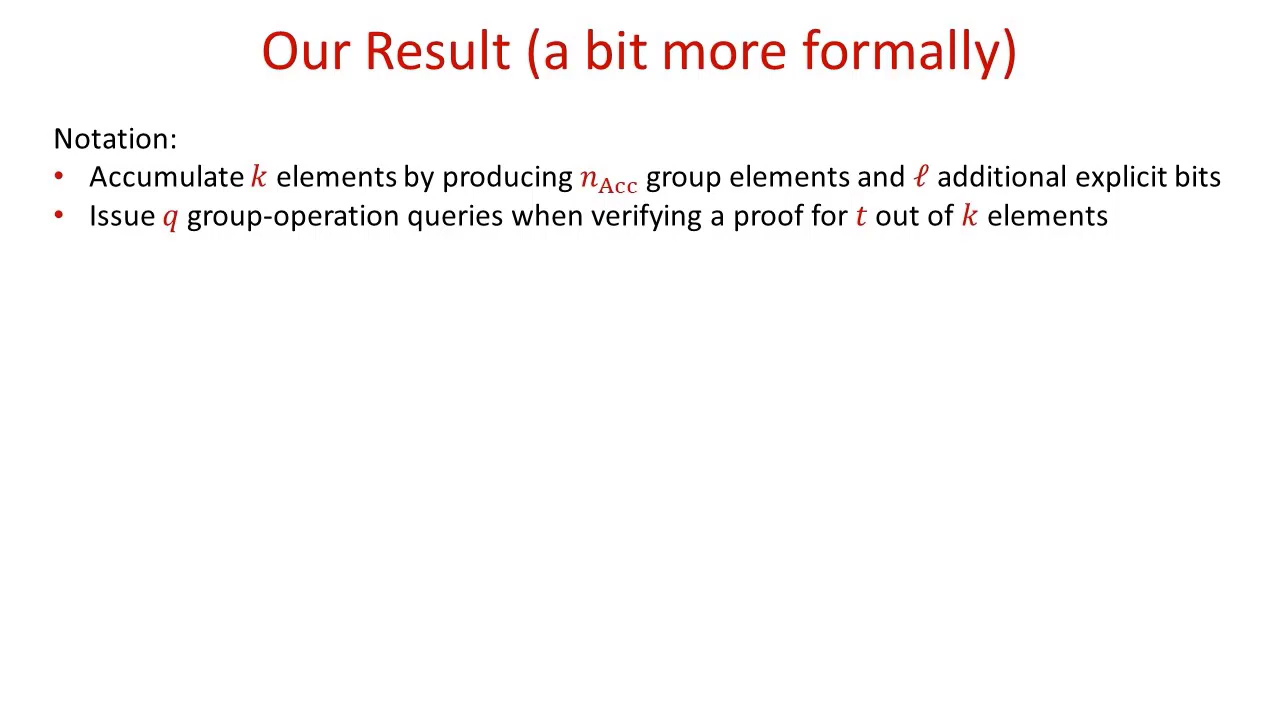 Our Result (a bit more formally)
Notation:
• Accumulate k elements by producing n_Acc group elements and ℓ additional explicit bits
• Issue q group-operation queries when verifying a proof for t out of k elements